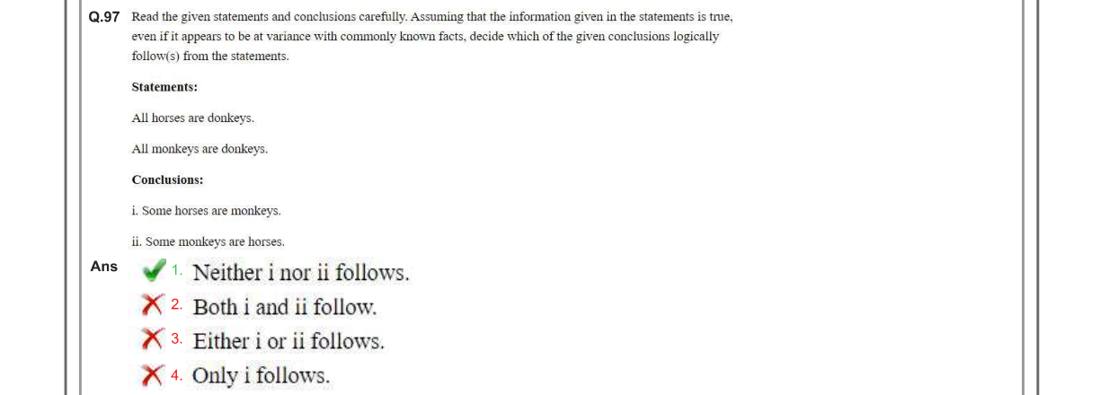 Q.97 Read the given statements and conclusions carefully. Assuming that the information given in the statements is true,
even if it appears to be at variance with commonly known facts, decide which of the given conclusions logically
follow(s) from the statements.
Statements:
All horses are donkeys.
All monkeys are donkeys.
Conclusions:
i. Some horses are monkeys.
ii. Some monkeys are horses.
Ans 1. Neither i nor ii follows.
2. Both i and ii follow.
3. Either i or ii follows.
4. Only i follows.